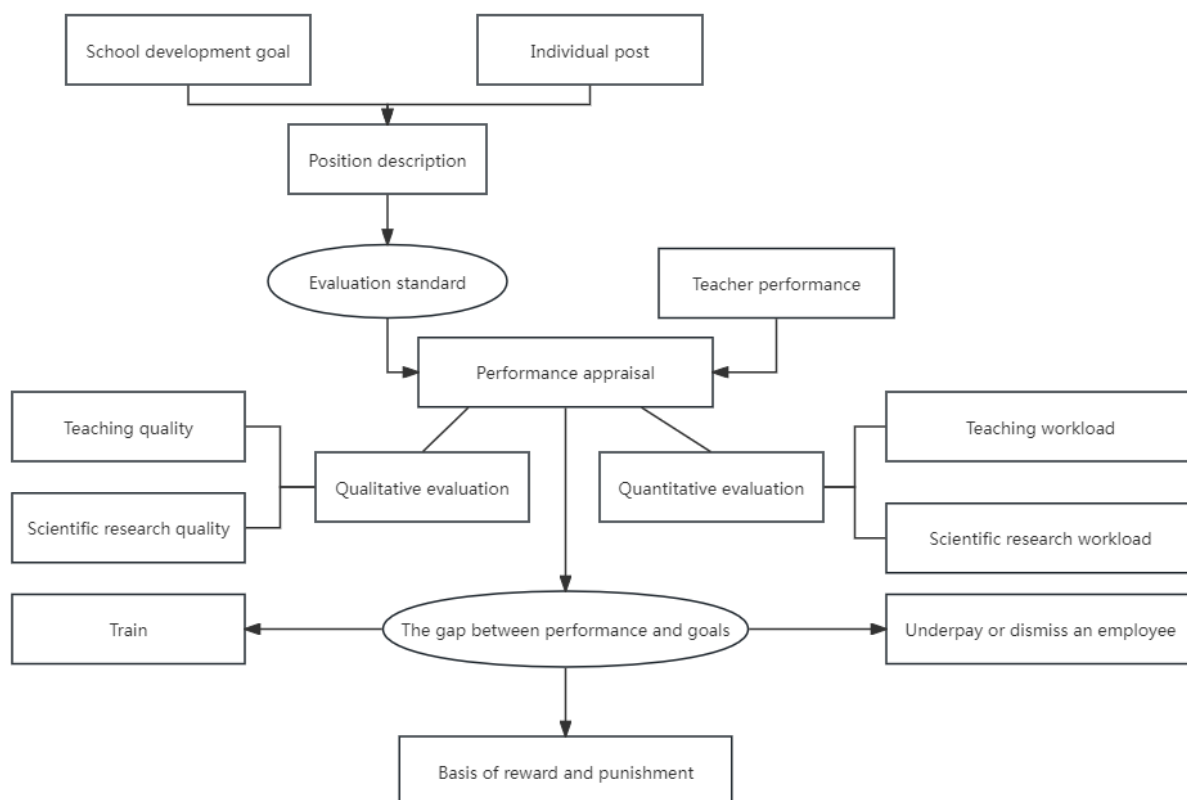 School development goal
Individual post
Position description
Evaluation standard
Teacher performance
Performance appraisal
Teaching quality
Teaching workload
Qualitative evaluation
Quantitative evaluation
Scientific research quality
Scientific research workload
Train
The gap between performance and goals
Underpay or dismiss an employee
Basis of reward and punishment